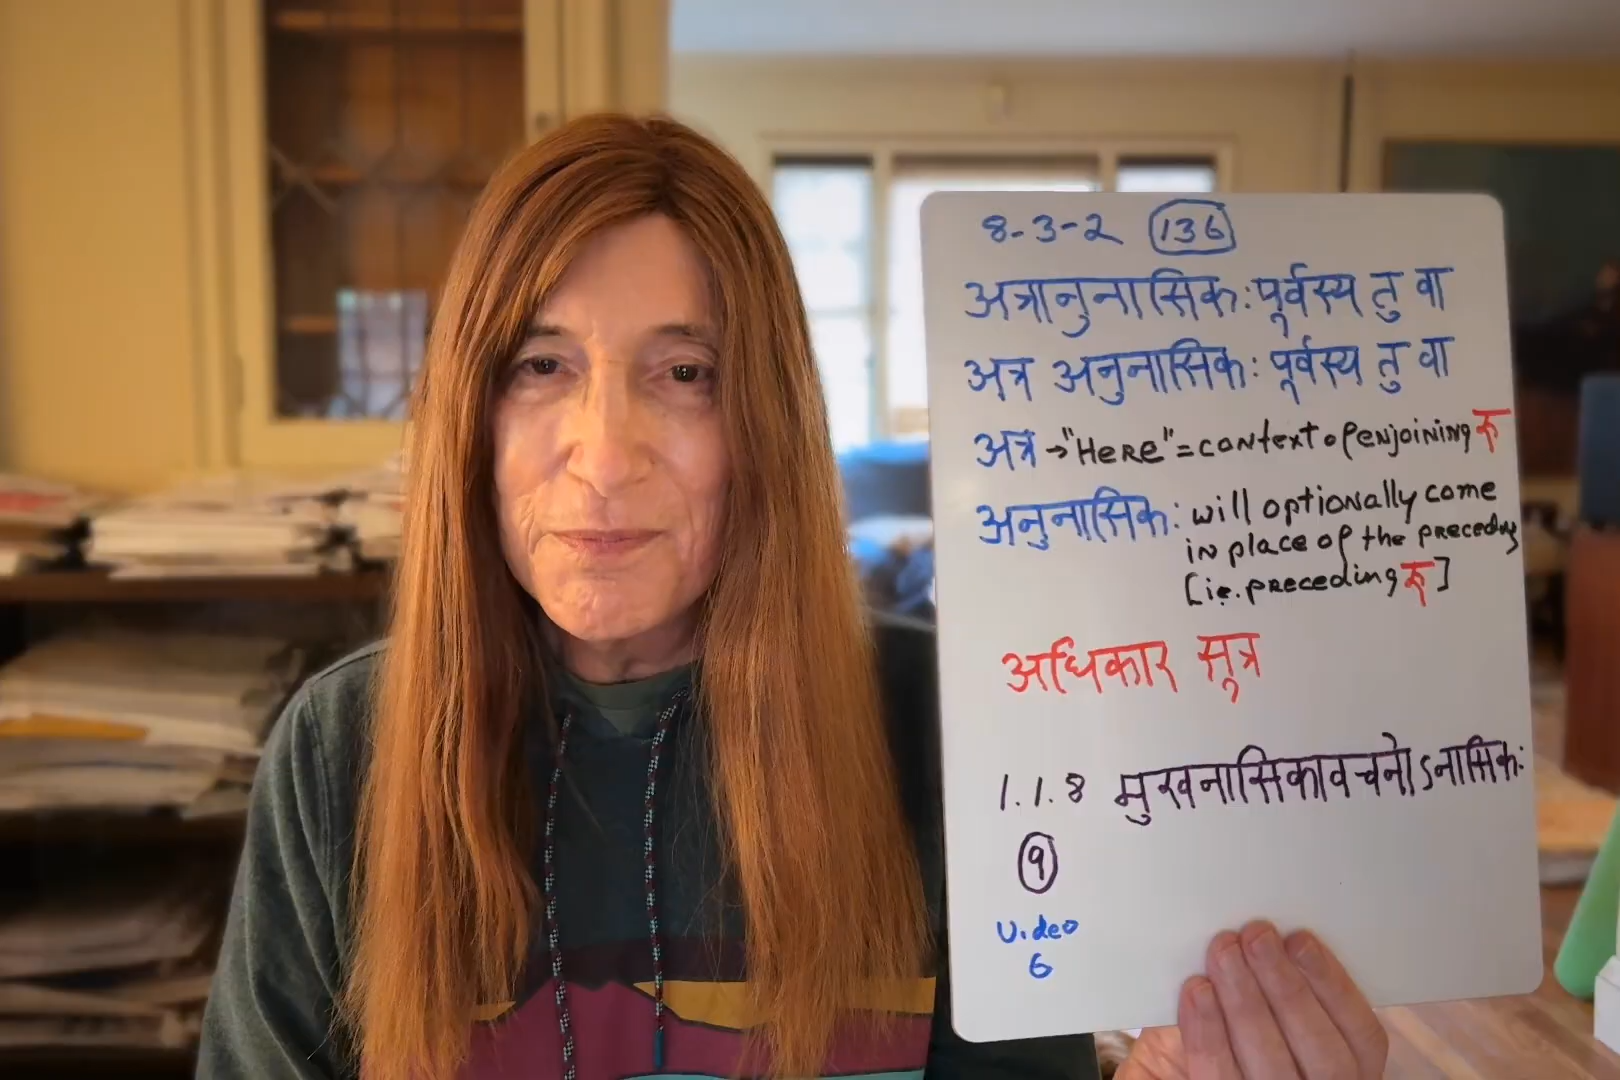 8-3-2 136
अत्रानुनासिकः पूर्वस्य तु वा
अत्र अनुनासिकः पूर्वस्य तु वा
अत्र → "Here" = context of enjoining रु
अनुनासिकः will optionally come
in place of the preceding
[ie. preceding रु]
अधिकार सूत्र
1.1.8 मुखनासिकावचनोऽनासिकः
9
Video
6